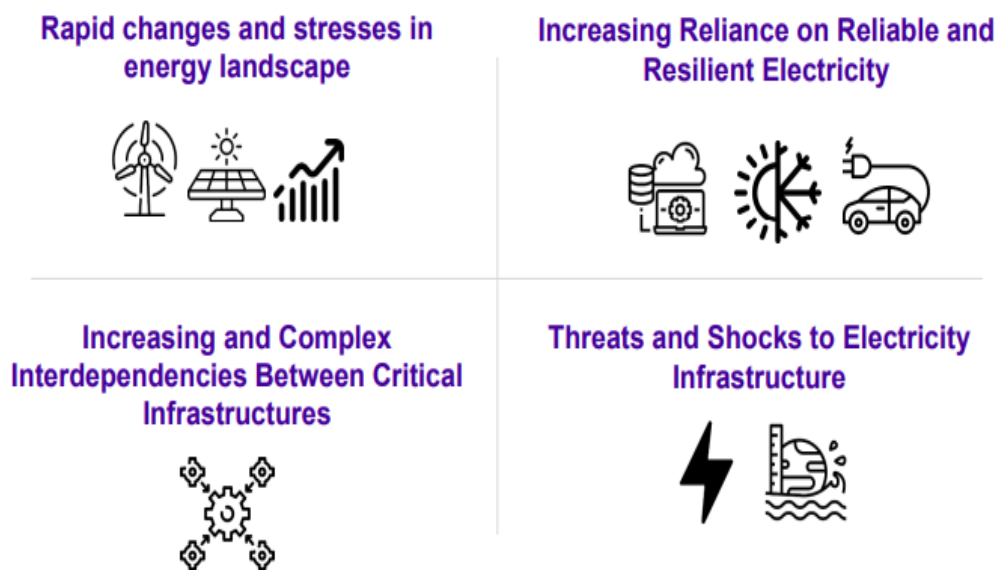 Rapid changes and stresses in
energy landscape
Increasing Reliance on Reliable and
Resilient Electricity
Increasing and Complex
Interdependencies Between Critical
Infrastructures
Threats and Shocks to Electricity
Infrastructure